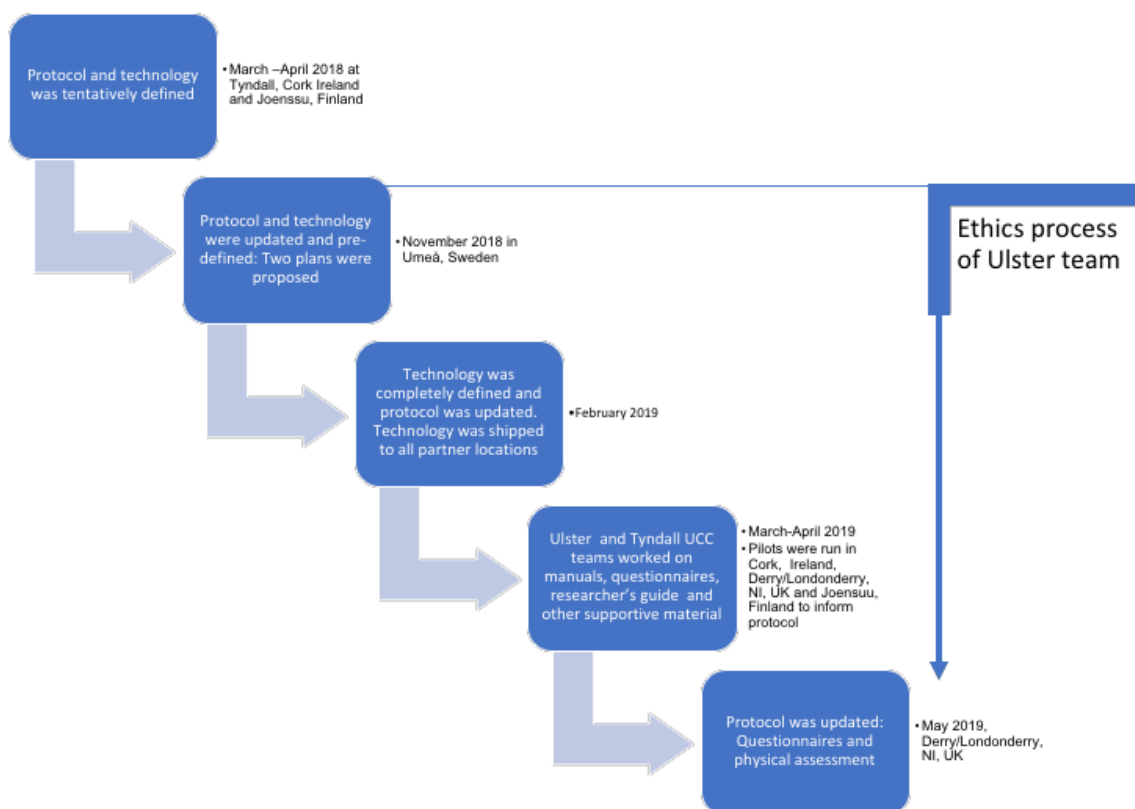 Protocol and technology
was tentatively defined
•March –April 2018 at
Tyndall, Cork Ireland
and Joenssu, Finland
Protocol and technology
were updated and pre-
defined: Two plans were
proposed
•November 2018 in
Umeå, Sweden
Ethics process
of Ulster team
Technology was
completely defined and
protocol was updated.
Technology was shipped
to all partner locations
•February 2019
Ulster and Tyndall UCC
teams worked on
manuals, questionnaires,
researcher's guide and
other supportive material
•March-April 2019
•Pilots were run in
Cork, Ireland,
Derry/Londonderry,
NI, UK and Joensuu,
Finland to inform
protocol
Protocol was updated:
Questionnaires and
physical assessment
•May 2019,
Derry/Londonderry,
NI, UK